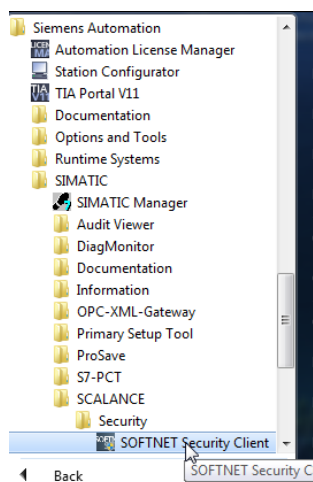 Siemens Automation
Automation License Manager
Station Configurator
TIA Portal V11
Documentation
Options and Tools
Runtime Systems
SIMATIC
SIMATIC Manager
Audit Viewer
DiagMonitor
Documentation
Information
OPC-XML-Gateway
Primary Setup Tool
ProSave
S7-PCT
SCALANCE
Security
SOFTNET Security Client
SOFTNET Security C
Back